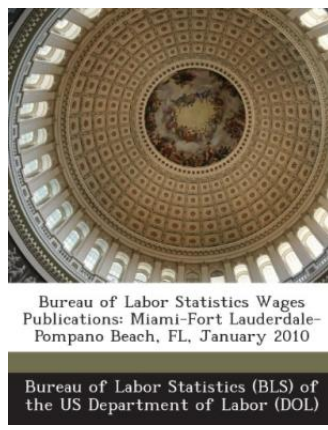 Bureau of Labor Statistics Wages
Publications: Miami-Fort Lauderdale-
Pompano Beach, FL, January 2010
Bureau of Labor Statistics (BLS) of
the US Department of Labor (DOL)